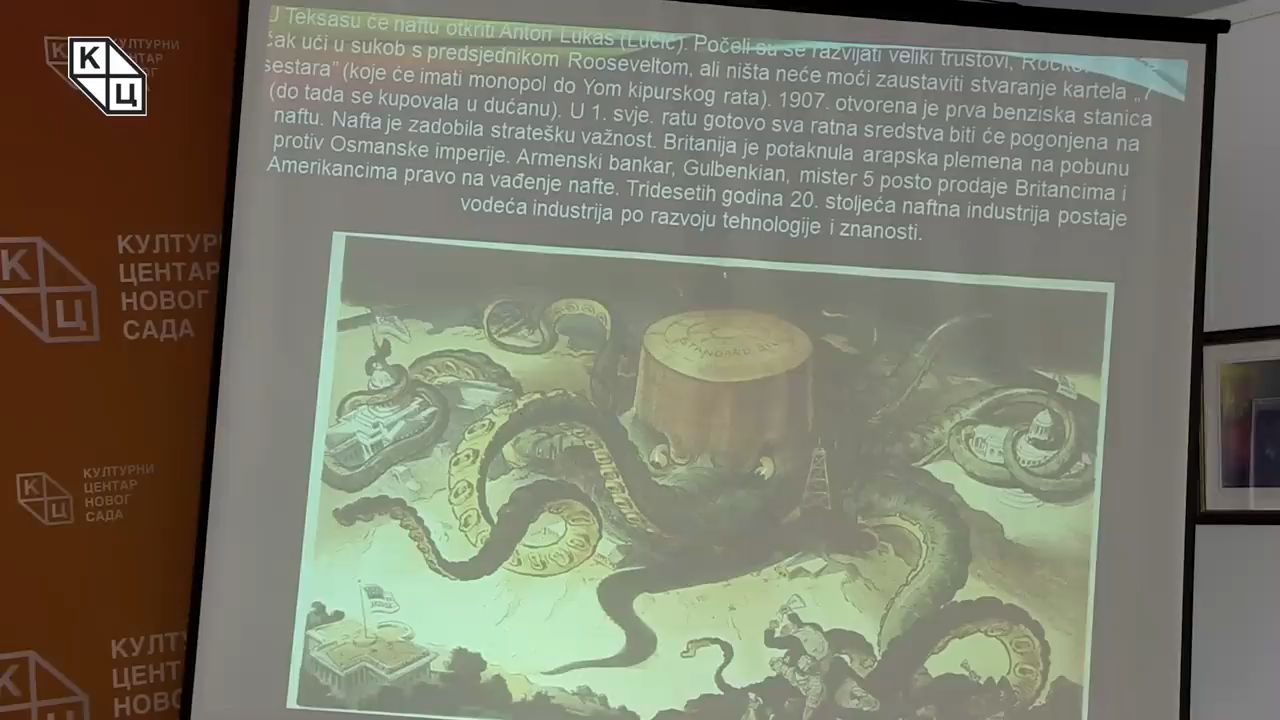 К
Ц
КУЛТУРНИ
ЦЕНТАР
U Teksasu će naftu otkriti Anton Lukas (Lučić). Počeli su se razvijati veliki trustovi,
čak ući u sukob s predsjednikom Rooseveltom, ali ništa neće moći zaustaviti stvaranje kartela „7
sestara” (koje će imati monopol do Yom kipurskog rata). 1907. otvorena je prva benziska stanica
(do tada se kupovala u dućanu). U 1. svje. ratu gotovo sva ratna sredstva biti će pogonjena na
naftu. Nafta je zadobila stratešku važnost. Britanija je potaknula arapska plemena na pobunu
protiv Osmanske imperije. Armenski bankar, Gulbenkian, mister 5 posto prodaje Britancima i
Amerikancima pravo na vađenje nafte. Tridesetih godina 20. stoljeća naftna industrija postaje
vodeća industrija po razvoju tehnologije i znanosti.
STANDARD OIL
К
Ц
КУЛТУР
ЦЕНТАР
НОВОГ
САДА
К
Ц
КУЛТУРНИ
ЦЕНТАР
НОВОГ
САДА
КУЛТУ
ЦЕНТ
НОВО